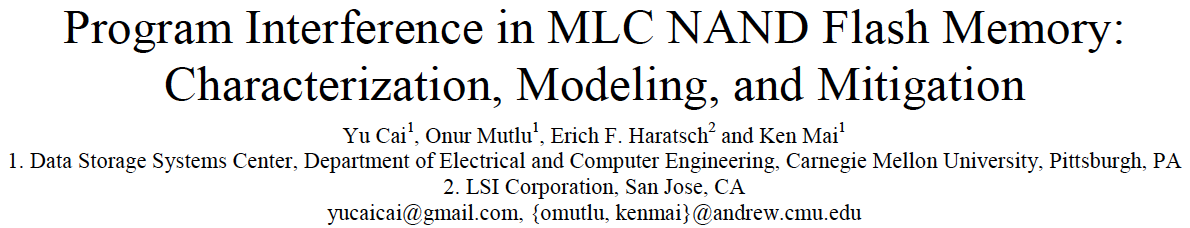 Program Interference in MLC NAND Flash Memory:
Characterization, Modeling, and Mitigation
Yu Cai1, Onur Mutlu1, Erich F. Haratsch2 and Ken Mai1
1. Data Storage Systems Center, Department of Electrical and Computer Engineering, Carnegie Mellon University, Pittsburgh, PA
2. LSI Corporation, San Jose, CA
yucaicai@gmail.com, {omutlu, kenmai}@andrew.cmu.edu